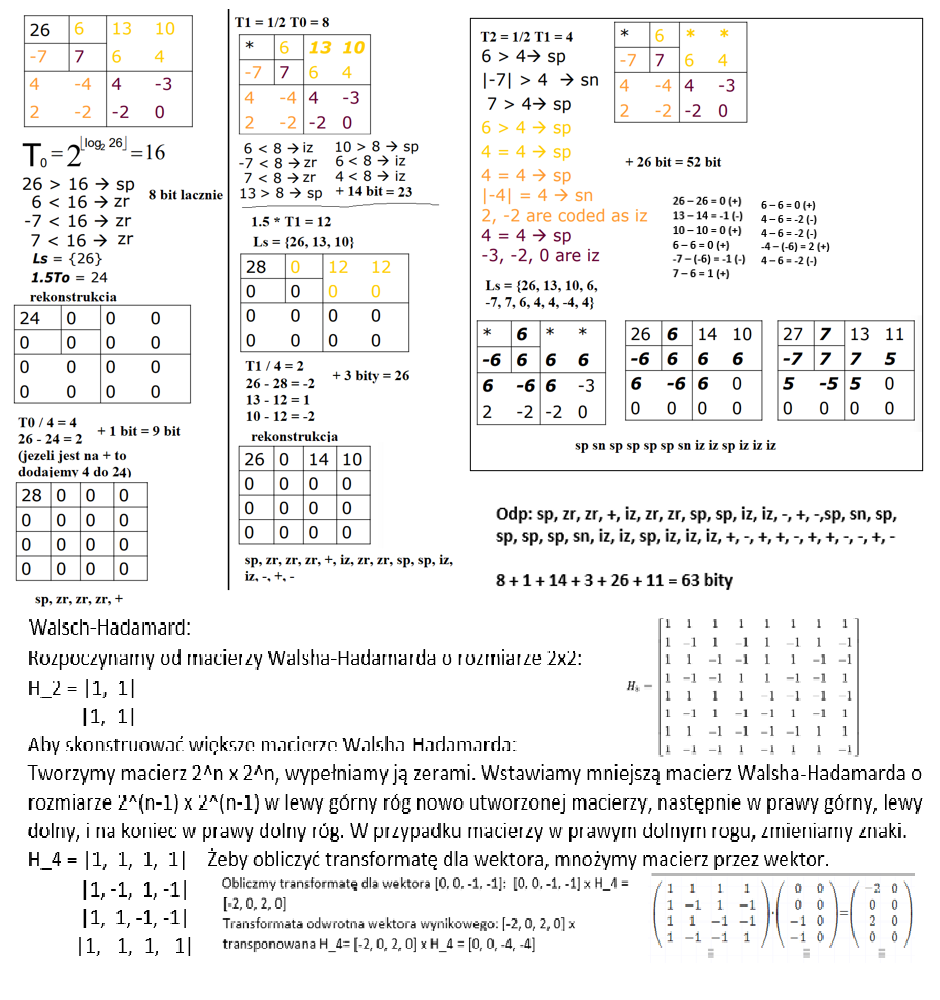 26 6 13 10
-7 7 6 4
4 -4 4 -3
2 -2 -2 0
T₀ = 2^⌊log₂ 26⌋ = 16
26 > 16 → sp
6 < 16 → zr
-7 < 16 → zr
7 < 16 → zr
8 bit lacznie
Ls = {26}
1.5To = 24
rekonstrukcja
24 0 0 0
0 0 0 0
0 0 0 0
0 0 0 0
T0 / 4 = 4
26 - 24 = 2
+ 1 bit = 9 bit
(jezeli jest na + to
dodajemy 4 do 24)
28 0 0 0
0 0 0 0
0 0 0 0
0 0 0 0
sp, zr, zr, zr, +
T1 = 1/2 T0 = 8
* 6 13 10
-7 7 6 4
4 -4 4 -3
2 -2 -2 0
6 < 8 → iz
-7 < 8 → zr
7 < 8 → zr
13 > 8 → sp
10 > 8 → sp
6 < 8 → iz
4 < 8 → iz
+ 14 bit = 23
1.5 * T1 = 12
Ls = {26, 13, 10}
28 0 12 12
0 0 0 0
0 0 0 0
0 0 0 0
T1 / 4 = 2
26 - 28 = -2
13 - 12 = 1
10 - 12 = -2
+ 3 bity = 26
rekonstrukcja
26 0 14 10
0 0 0 0
0 0 0 0
0 0 0 0
sp, zr, zr, zr, +, iz, zr, zr, sp, sp, iz,
iz, -, +, -
T2 = 1/2 T1 = 4
6 > 4→ sp
|-7| > 4 → sn
7 > 4→ sp
6 > 4 → sp
4 = 4 → sp
4 = 4 → sp
|-4| = 4 → sn
2, -2 are coded as iz
4 = 4 → sp
-3, -2, 0 are iz
* 6 * *
-7 7 6 4
4 -4 4 -3
2 -2 -2 0
+ 26 bit = 52 bit
26 – 26 = 0 (+)
13 – 14 = -1 (-)
10 – 10 = 0 (+)
6 – 6 = 0 (+)
-7 – (-6) = -1 (-)
7 – 6 = 1 (+)
6 – 6 = 0 (+)
4 – 6 = -2 (-)
4 – 6 = -2 (-)
-4 – (-6) = 2 (+)
4 – 6 = -2 (-)
Ls = {26, 13, 10, 6,
-7, 7, 6, 4, 4, -4, 4}
* 6 * *
-6 6 6 6
6 -6 6 -3
2 -2 -2 0
26 6 14 10
-6 6 6 6
6 -6 6 0
0 0 0 0
27 7 13 11
-7 7 7 5
5 -5 5 0
0 0 0 0
sp sn sp sp sp sp sn iz iz sp iz iz iz
Odp: sp, zr, zr, +, iz, zr, zr, sp, sp, iz, iz, -, +, -,sp, sn, sp,
sp, sp, sp, sn, iz, iz, sp, iz, iz, iz, +, -, +, +, -, +, +, -, -, +, -
8 + 1 + 14 + 3 + 26 + 11 = 63 bity
Walsch-Hadamard:
Rozpoczynamy od macierzy Walsha-Hadamarda o rozmiarze 2x2:
H_2 = |1, 1|
|1, 1|
Aby skonstruować większe macierze Walsha-Hadamarda:
Tworzymy macierz 2^n x 2^n, wypełniamy ją zerami. Wstawiamy mniejszą macierz Walsha-Hadamarda o
rozmiarze 2^(n-1) x 2^(n-1) w lewy górny róg nowo utworzonej macierzy, następnie w prawy górny, lewy
dolny, i na koniec w prawy dolny róg. W przypadku macierzy w prawym dolnym rogu, zmieniamy znaki.
H₈ =
1 1 1 1 1 1 1 1
1 -1 1 -1 1 -1 1 -1
1 1 -1 -1 1 1 -1 -1
1 -1 -1 1 1 -1 -1 1
1 1 1 1 -1 -1 -1 -1
1 -1 1 -1 -1 1 -1 1
1 1 -1 -1 -1 -1 1 1
1 -1 -1 1 -1 1 1 -1
H_4 = |1, 1, 1, 1| Żeby obliczyć transformatę dla wektora, mnożymy macierz przez wektor.
|1, -1, 1, -1|
|1, 1, -1, -1|
|1, 1, 1, 1|
Obliczmy transformatę dla wektora [0, 0, -1, -1]: [0, 0, -1, -1] x H_4 =
[-2, 0, 2, 0]
Transformata odwrotna wektora wynikowego: [-2, 0, 2, 0] x
transponowana H_4= [-2, 0, 2, 0] x H_4 = [0, 0, -4, -4]
1 1 1 1 0 0 -2 0
1 -1 1 -1 · 0 0 = 0 0
1 1 -1 -1 -1 0 2 0
1 -1 -1 1 -1 0 0 0